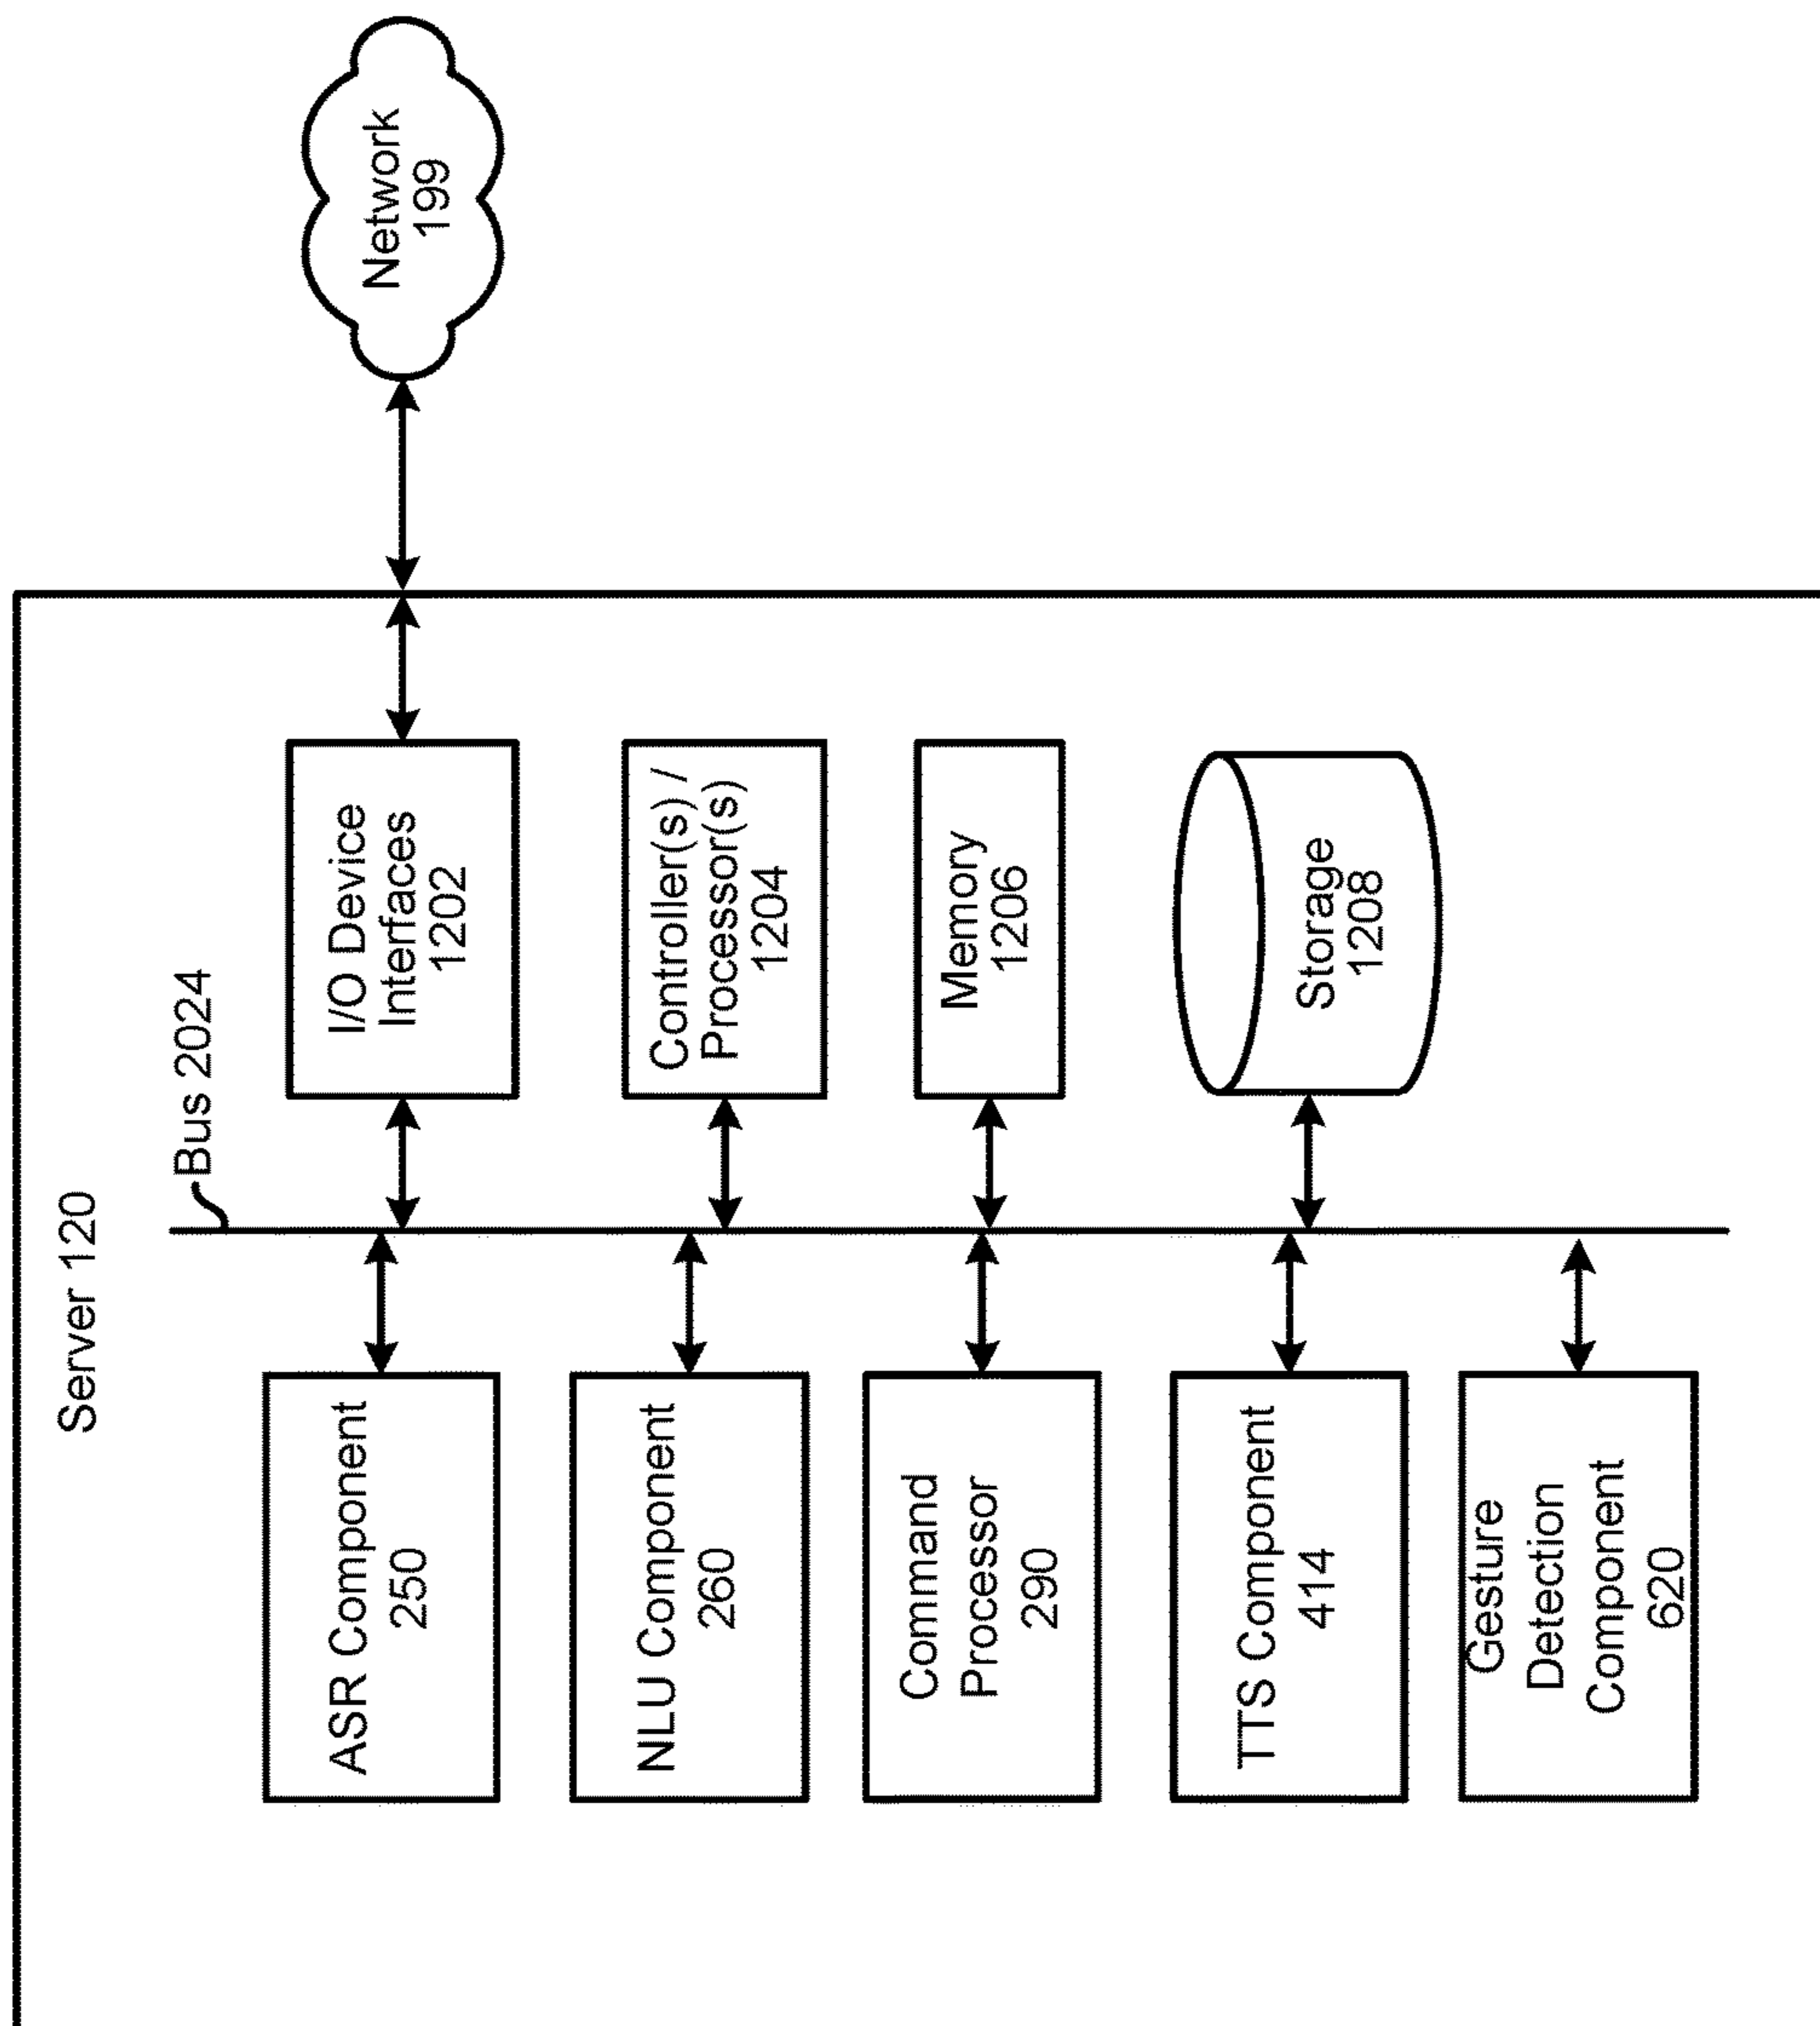 Server 120
Bus 2024
ASR Component
250
NLU Component
260
Command
Processor
290
TTS Component
414
Gesture
Detection
Component
620
I/O Device
Interfaces
1202
Controller(s) /
Processor(s)
1204
Memory
1206
Storage
1208
Network
199